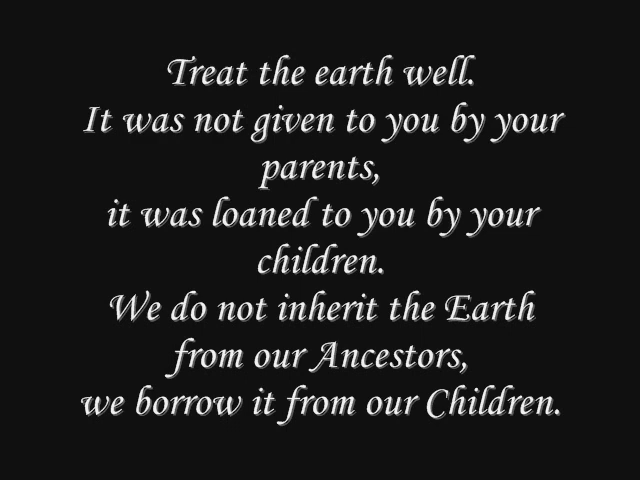 Treat the earth well.
It was not given to you by your
parents,
it was loaned to you by your
children.
We do not inherit the Earth
from our Ancestors,
we borrow it from our Children.